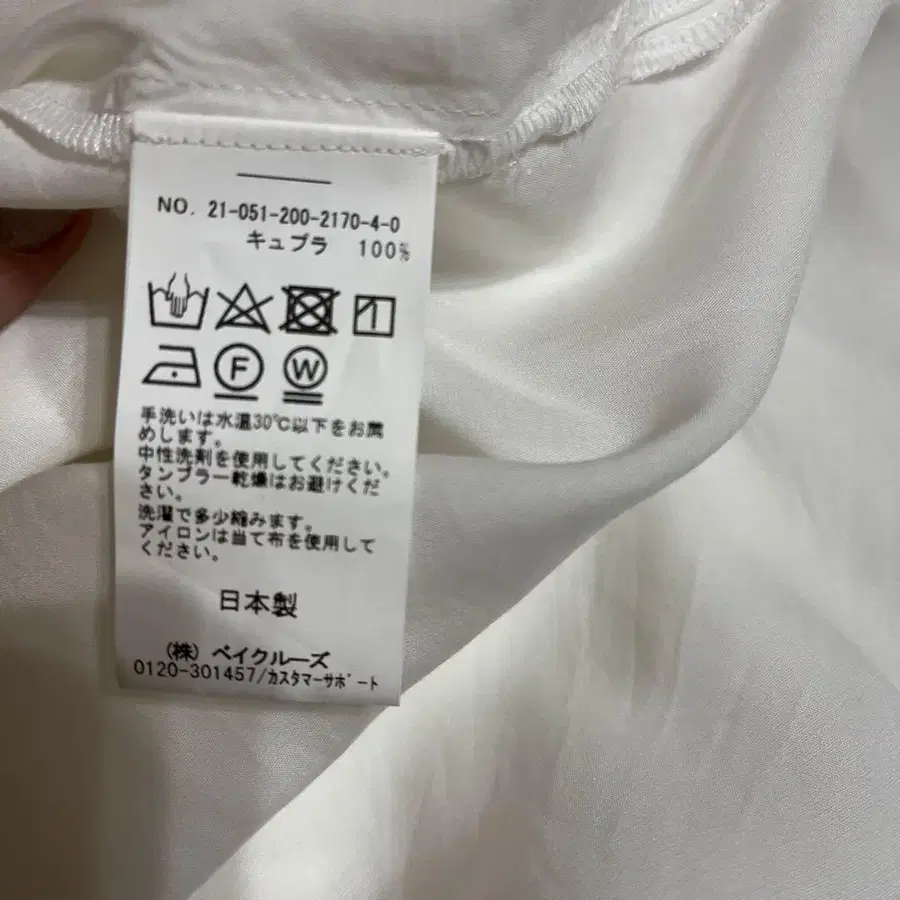 NO. 21-051-200-2170-4-0
キュプラ 100%
F W
手洗いは水温30℃以下をお薦
めします。
中性洗剤を使用してください。
タンブラー乾燥はお避けくだ
さい。
洗濯で多少縮みます。
アイロンは当て布を使用して
ください。
日本製
(株) ベイクルーズ
0120-301457/カスタマーサポート